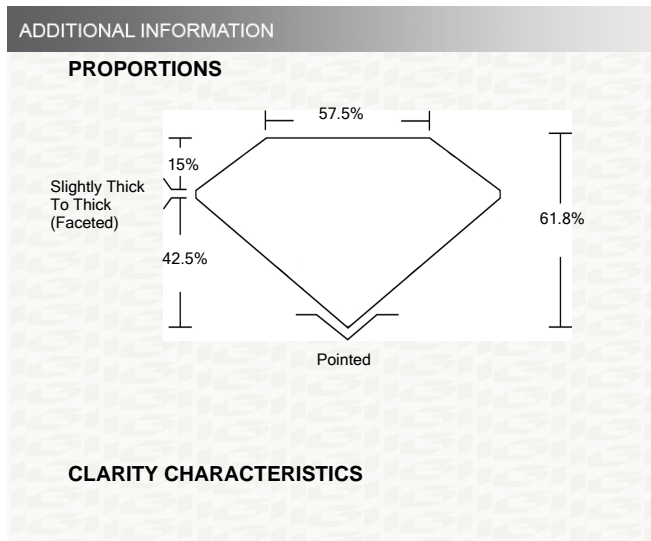 ADDITIONAL INFORMATION
PROPORTIONS
57.5%
15%
Slightly Thick
To Thick
(Faceted)
61.8%
42.5%
Pointed
CLARITY CHARACTERISTICS